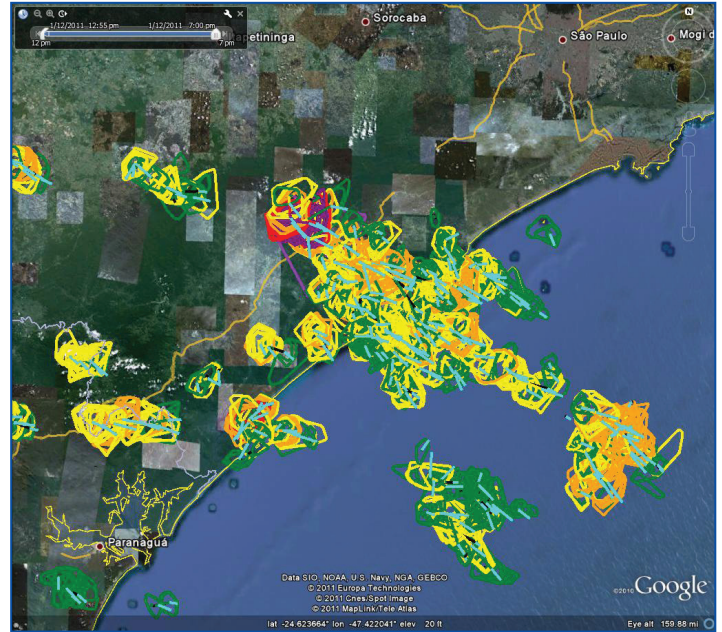 1/12/2011 12:55 pm 1/12/2011 7:00 pm
12 pm 7 pm
Sorocaba
São Paulo
Mogi d
apetininga
N
Paranaguá
Data SIO, NOAA, U.S. Navy, NGA, GEBCO
© 2011 Europa Technologies
© 2011 Cnes/Spot Image
© 2011 MapLink/Tele Atlas
©2010 Google
lat -24.623664° lon -47.422041° elev 20 ft
Eye alt 159.88 mi